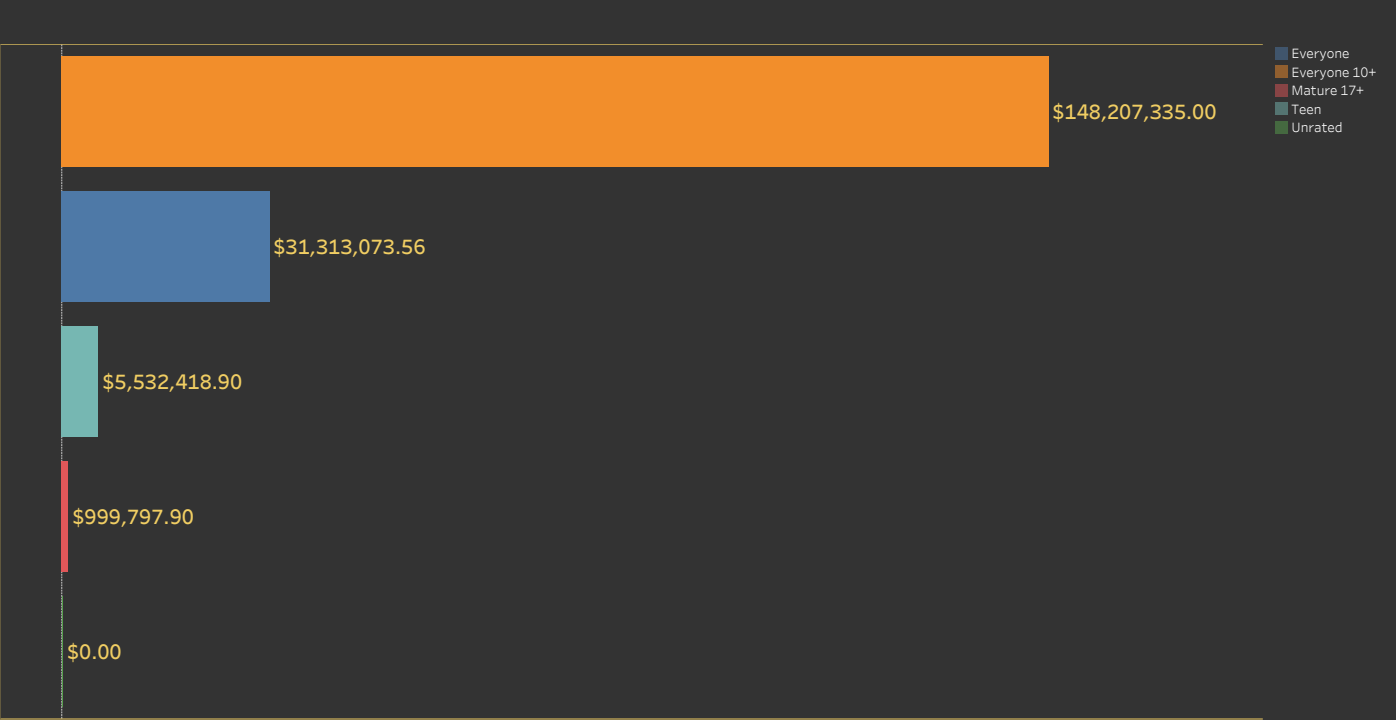 Everyone
Everyone 10+
Mature 17+
Teen
Unrated
$148,207,335.00
$31,313,073.56
$5,532,418.90
$999,797.90
$0.00